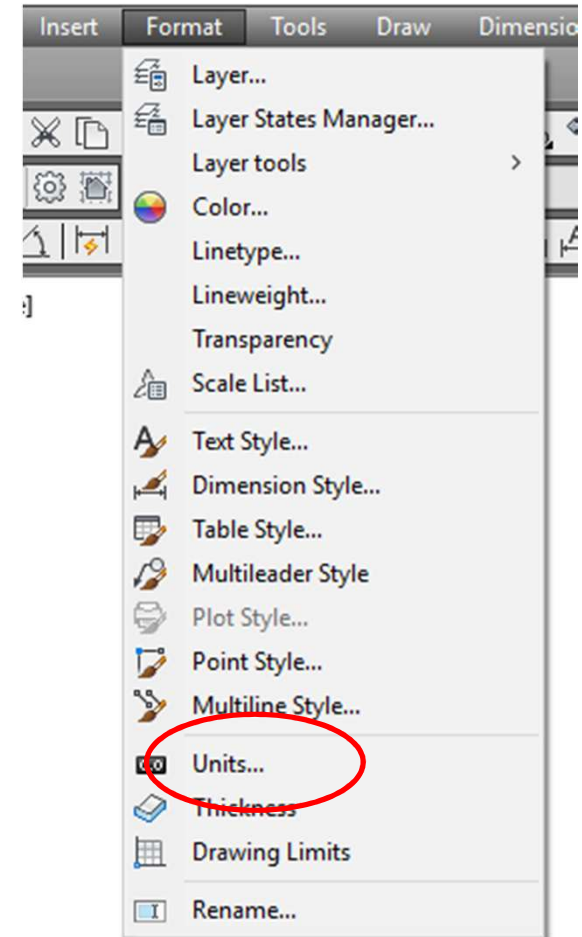 Insert Format Tools Draw Dimensio
Layer...
Layer States Manager...
Layer tools >
Color...
Linetype...
Lineweight...
Transparency
Scale List...
Text Style...
Dimension Style...
Table Style...
Multileader Style
Plot Style...
Point Style...
Multiline Style...
Units...
Thickness
Drawing Limits
Rename...